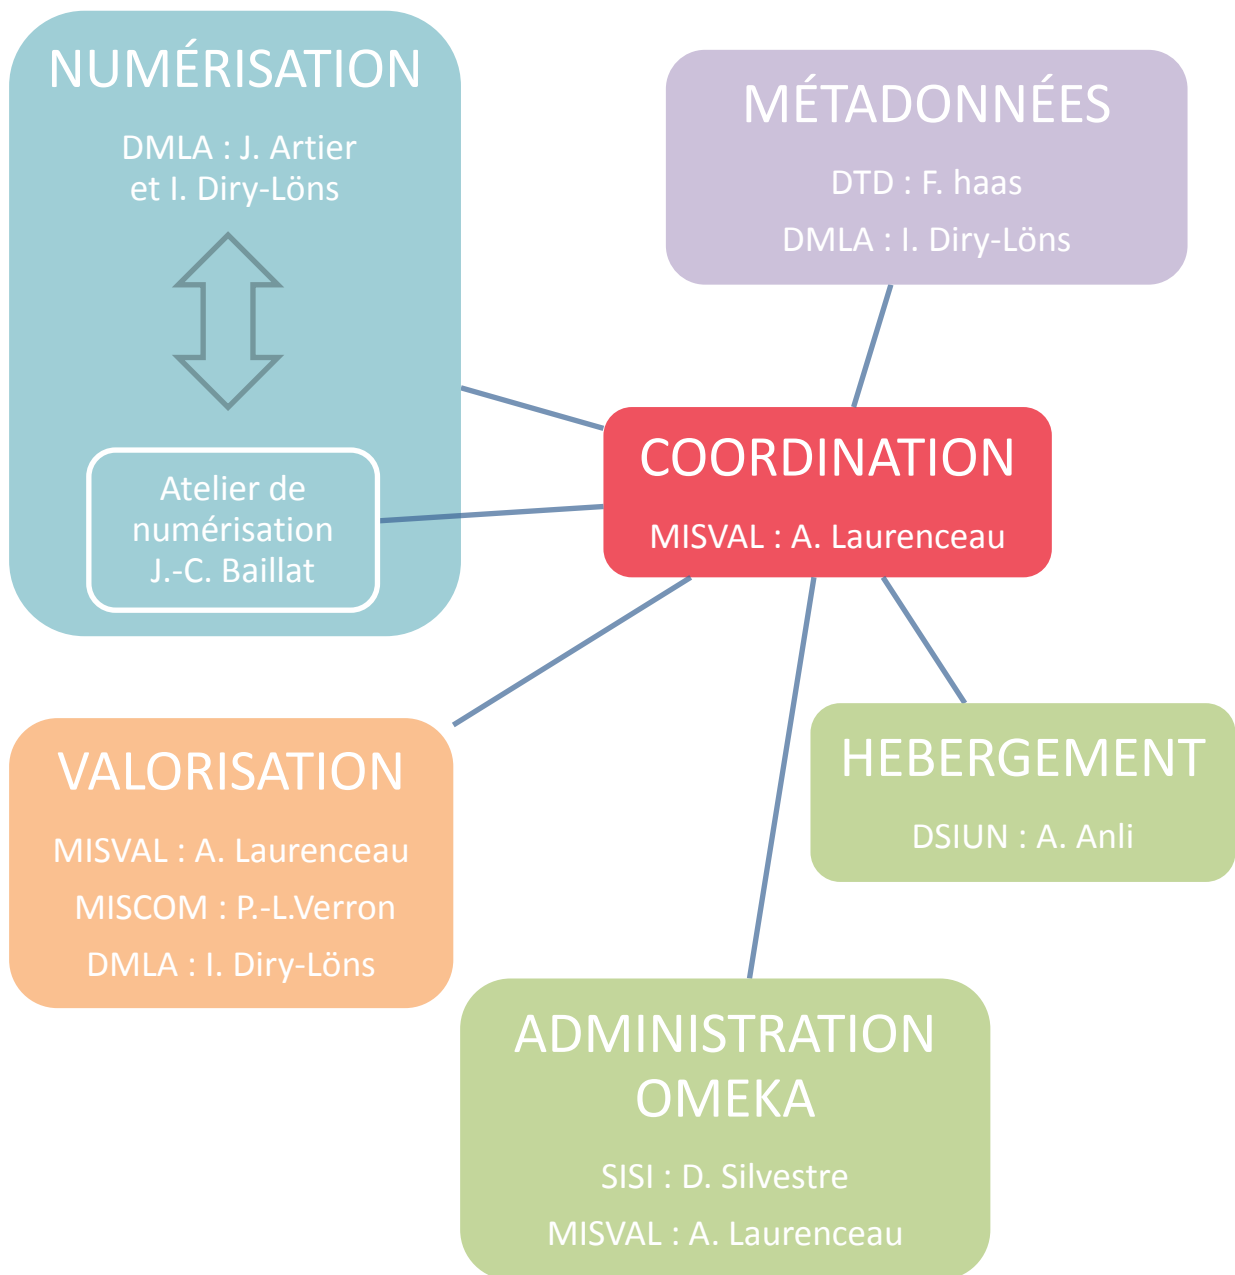 NUMÉRISATION
DMLA : J. Artier
et I. Diry-Löns
Atelier de
numérisation
J.-C. Baillat
MÉTADONNÉES
DTD : F. haas
DMLA : I. Diry-Löns
COORDINATION
MISVAL : A. Laurenceau
VALORISATION
MISVAL : A. Laurenceau
MISCOM : P.-L.Verron
DMLA : I. Diry-Löns
HEBERGEMENT
DSIUN : A. Anli
ADMINISTRATION
OMEKA
SISI : D. Silvestre
MISVAL : A. Laurenceau